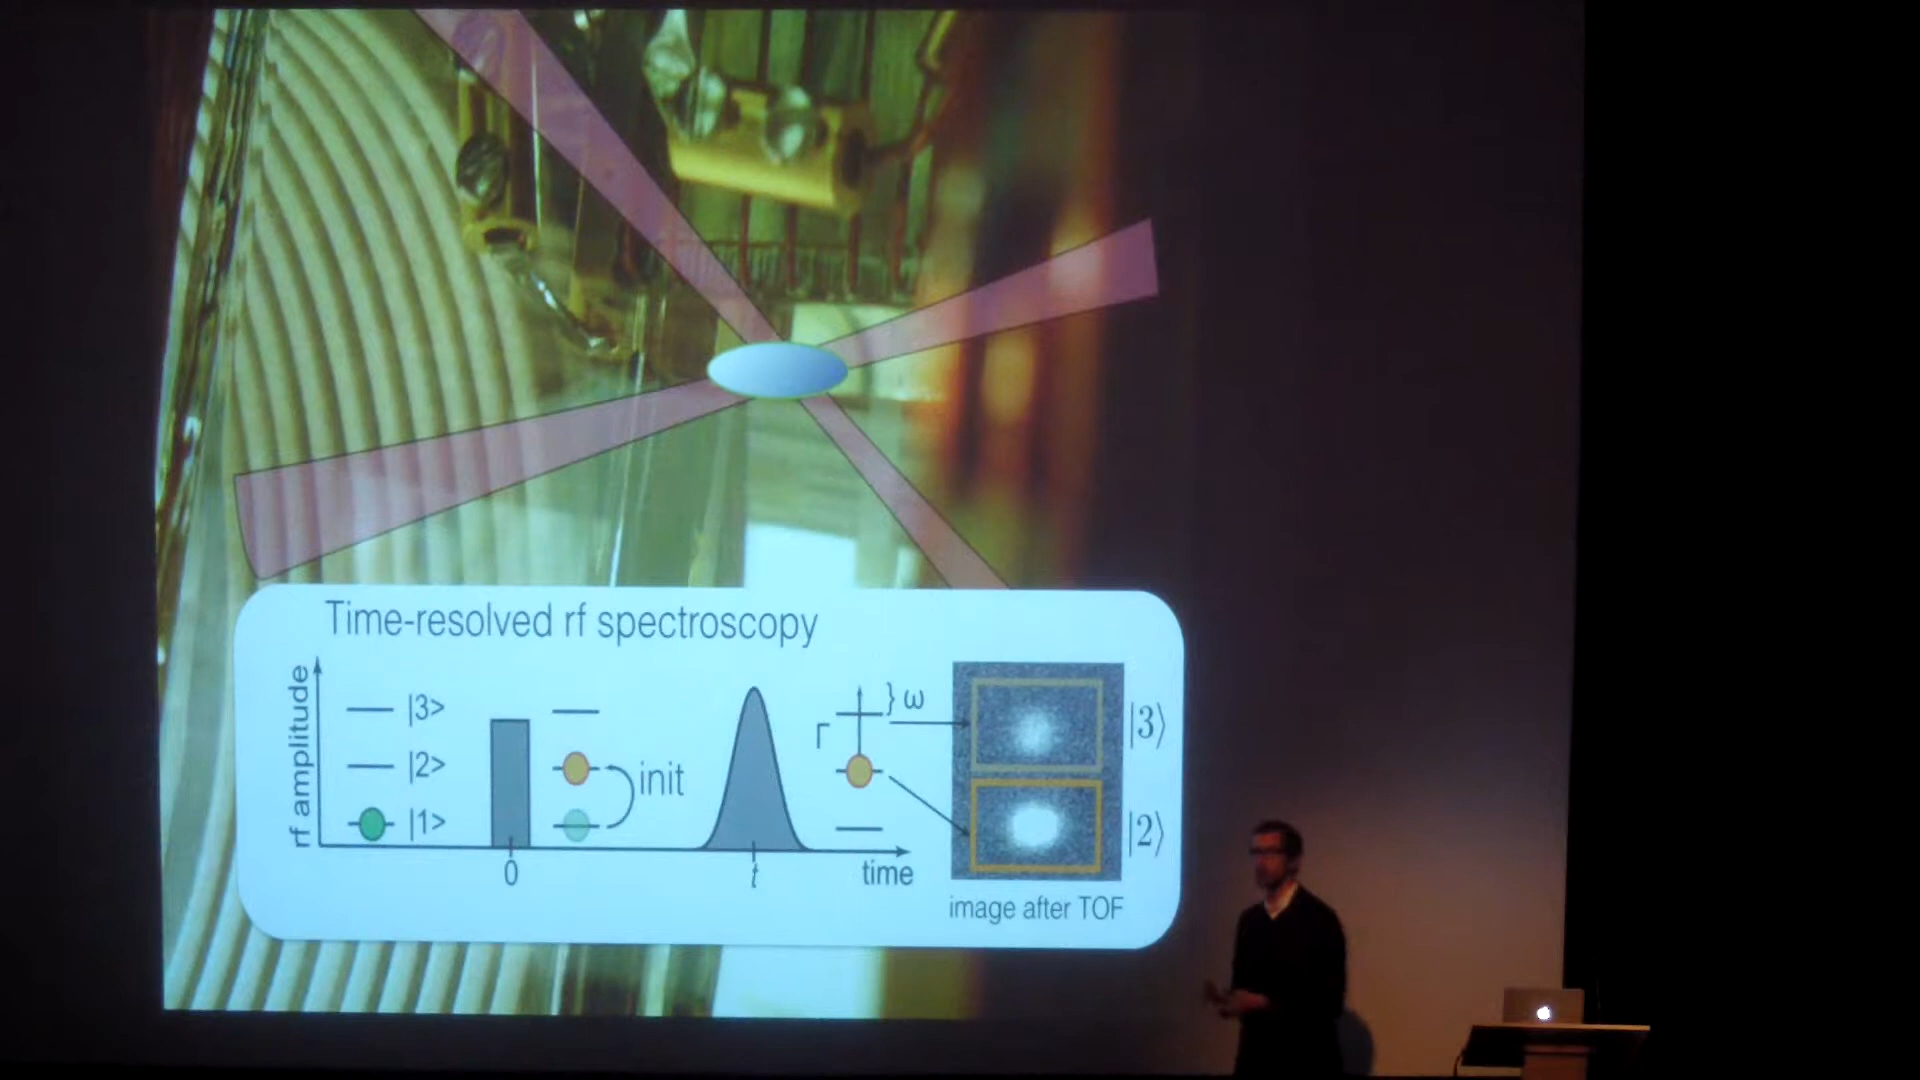 Time-resolved rf spectroscopy
rf amplitude
|3>
|2>
|1>
init
Γ
} ω
|3⟩
|2⟩
0
t
time
image after TOF